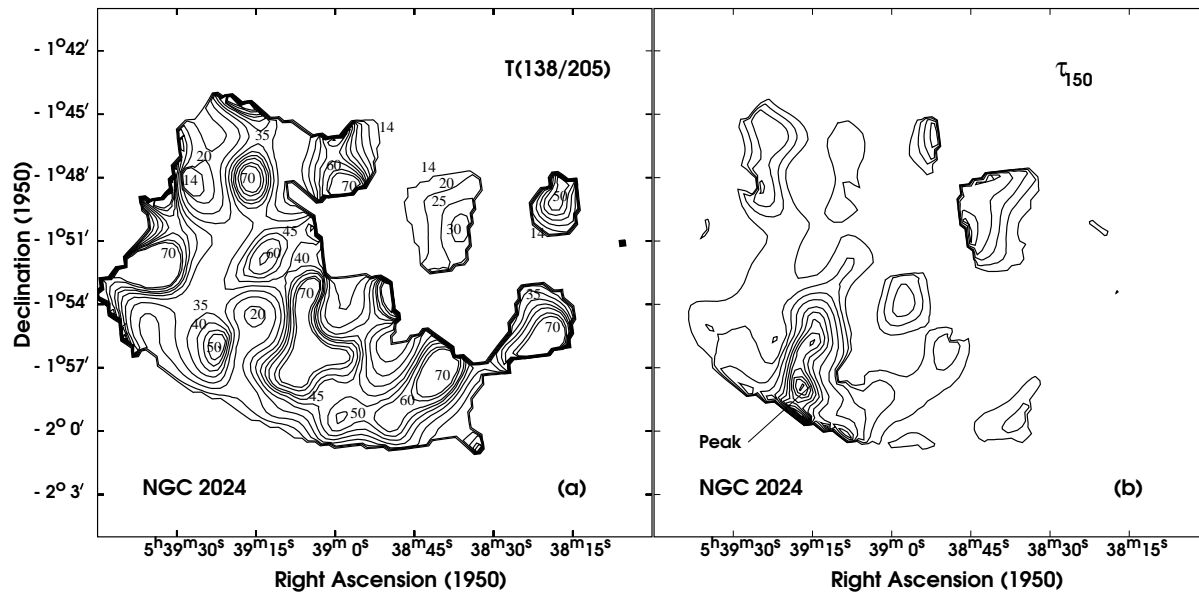 T(138/205)
τ150
- 1°42′
- 1°45′
- 1°48′
- 1°51′
- 1°54′
- 1°57′
- 2° 0′
- 2° 3′
Declination (1950)
35
14
20
14
70
60
70
14
20
25
30
50
14
45
60
40
70
70
35
40
20
50
35
70
70
45
50
60
Peak
NGC 2024
(a)
NGC 2024
(b)
5h39m30s 39m15s 39m 0s 38m45s 38m30s 38m15s
5h39m30s 39m15s 39m 0s 38m45s 38m30s 38m15s
Right Ascension (1950)
Right Ascension (1950)